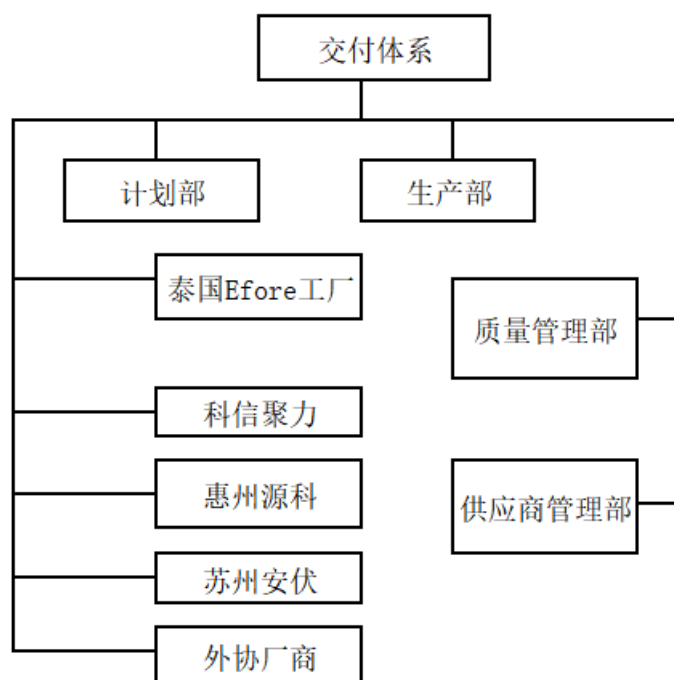 交付体系
计划部
生产部
泰国Efore工厂
质量管理部
科信聚力
惠州源科
供应商管理部
苏州安伏
外协厂商